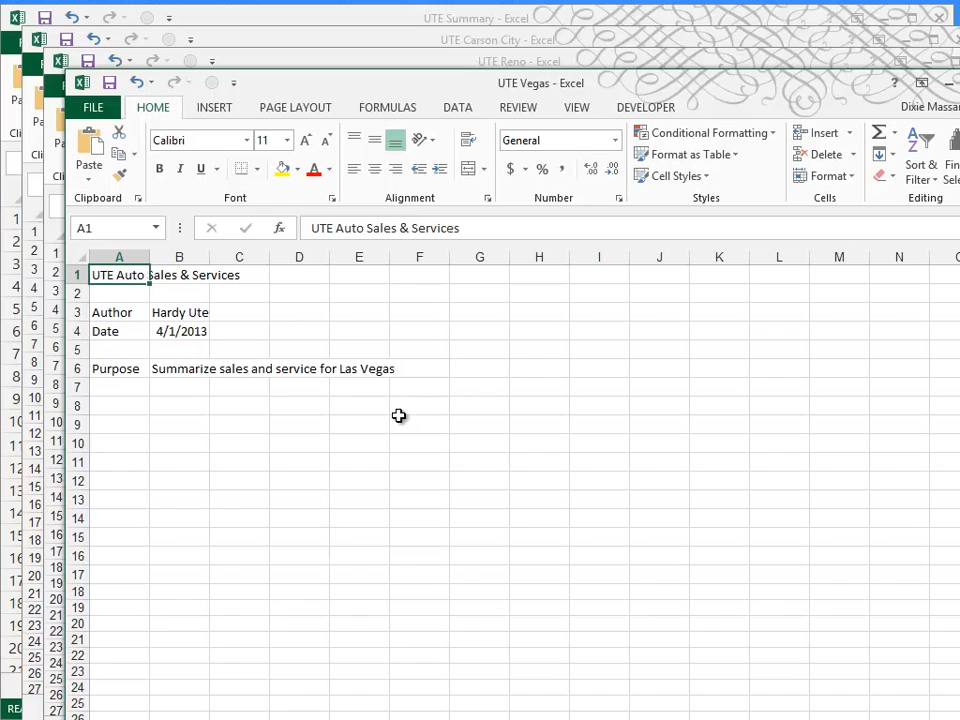 UTE Summary - Excel
UTE Carson City - Excel
UTE Reno - Excel
UTE Vegas - Excel
FILE HOME INSERT PAGE LAYOUT FORMULAS DATA REVIEW VIEW DEVELOPER Dixie Massar
Paste
Calibri 11
B I U
General
$ % ,
Conditional Formatting
Format as Table
Cell Styles
Insert
Delete
Format
Sort &
Filter
Clipboard Font Alignment Number Styles Cells Editing
A1 fx UTE Auto Sales & Services
A B C D E F G H I J K L M N
1 UTE Auto Sales & Services
2
3 Author Hardy Ute
4 Date 4/1/2013
5
6 Purpose Summarize sales and service for Las Vegas
7
8
9
10
11
12
13
14
15
16
17
18
19
20
21
22
23
24
25